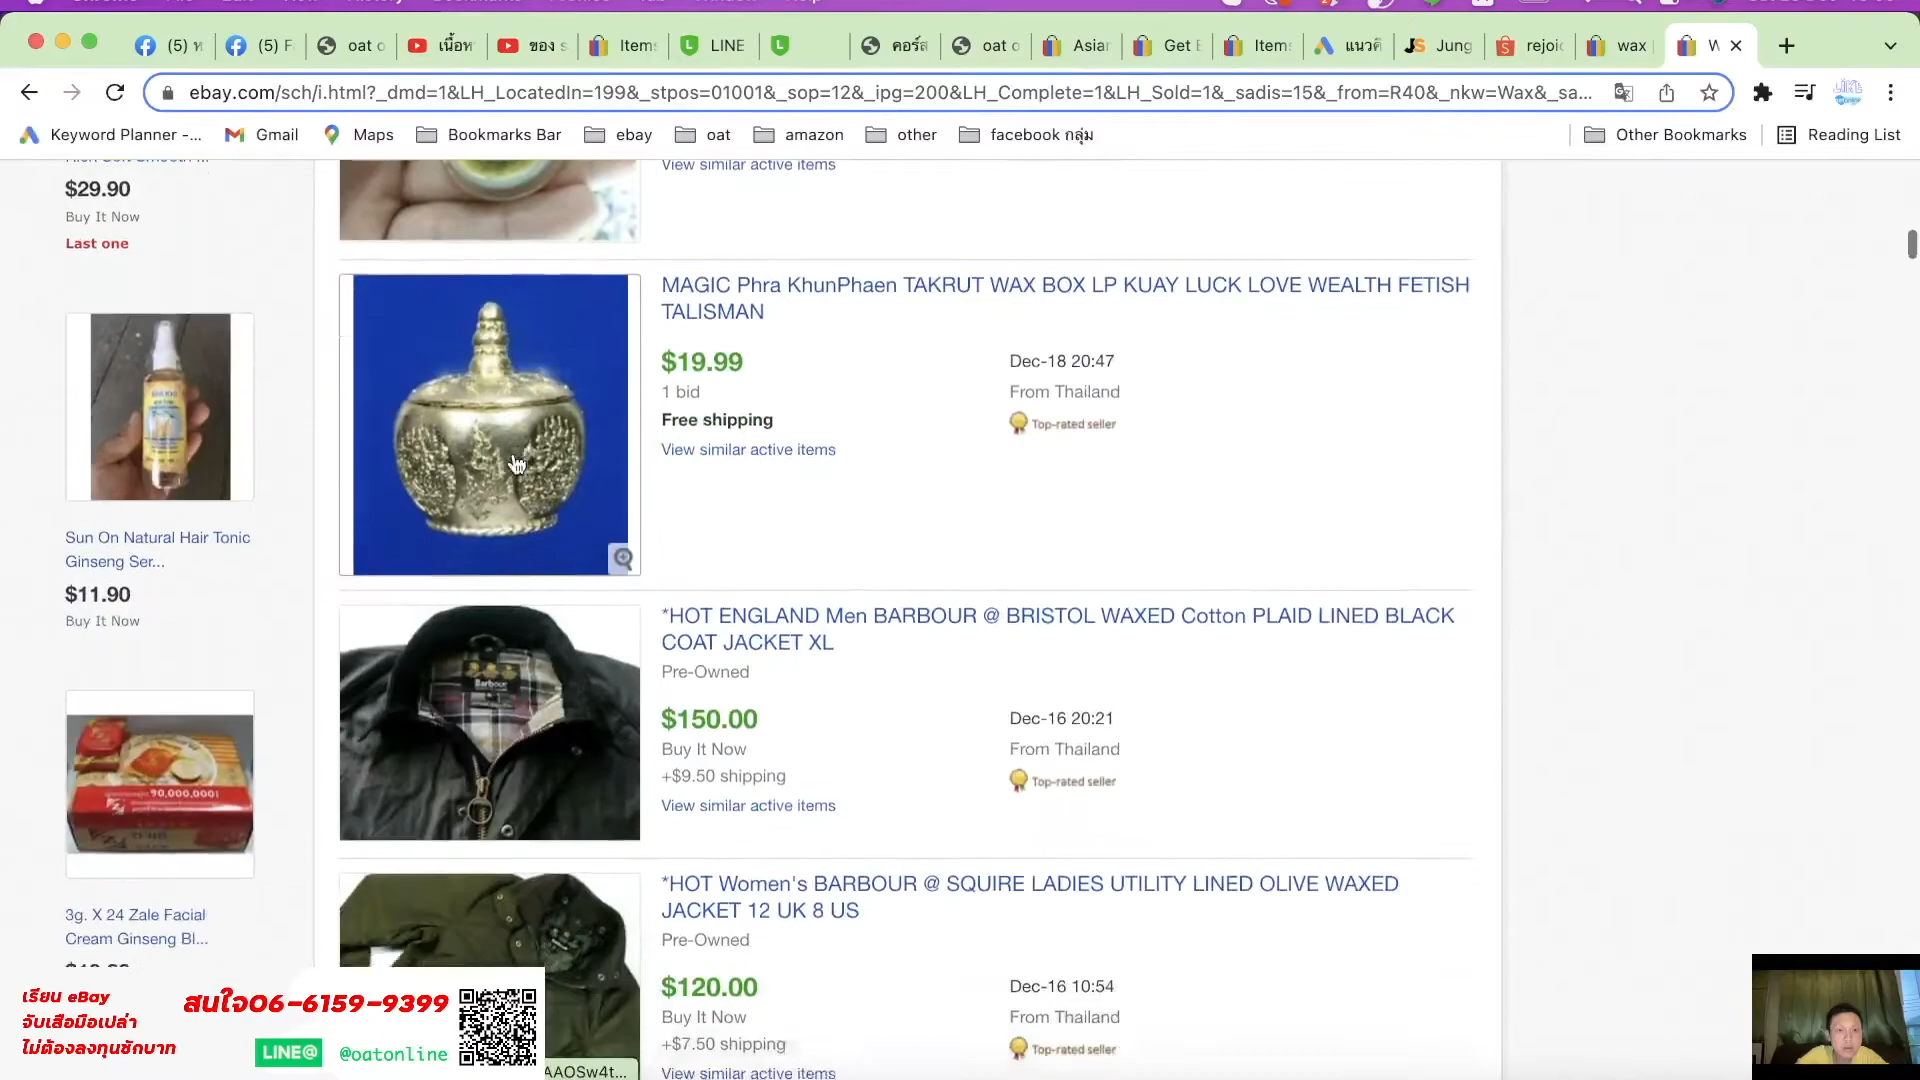 (5) ห
(5) F
oat o
เนื้อห
ของ s
Items
LINE
คอร์ส
oat o
Asiar
Get E
Items
แนวคิ
Jung
rejoic
wax
W
ebay.com/sch/i.html?_dmd=1&LH_LocatedIn=199&_stpos=01001&_sop=12&_ipg=200&LH_Complete=1&LH_Sold=1&_sadis=15&_from=R40&_nkw=Wax&_sa...
Keyword Planner -...
Gmail
Maps
Bookmarks Bar
ebay
oat
amazon
other
facebook กลุ่ม
Other Bookmarks
Reading List
$29.90
Buy It Now
Last one
Sun On Natural Hair Tonic
Ginseng Ser...
$11.90
Buy It Now
90,000,000!
3g. X 24 Zale Facial
Cream Ginseng Bl...
View similar active items
MAGIC Phra KhunPhaen TAKRUT WAX BOX LP KUAY LUCK LOVE WEALTH FETISH
TALISMAN
$19.99
Dec-18 20:47
1 bid
From Thailand
Free shipping
Top-rated seller
View similar active items
*HOT ENGLAND Men BARBOUR @ BRISTOL WAXED Cotton PLAID LINED BLACK
COAT JACKET XL
Pre-Owned
$150.00
Dec-16 20:21
Buy It Now
From Thailand
+$9.50 shipping
Top-rated seller
View similar active items
Barbour
*HOT Women's BARBOUR @ SQUIRE LADIES UTILITY LINED OLIVE WAXED
JACKET 12 UK 8 US
Pre-Owned
$120.00
Dec-16 10:54
Buy It Now
From Thailand
+$7.50 shipping
Top-rated seller
View similar active items
เรียน eBay
จับเสือมือเปล่า
ไม่ต้องลงทุนซักบาท
สนใจ06-6159-9399
LINE@
@oatonline
AAOSw4t...